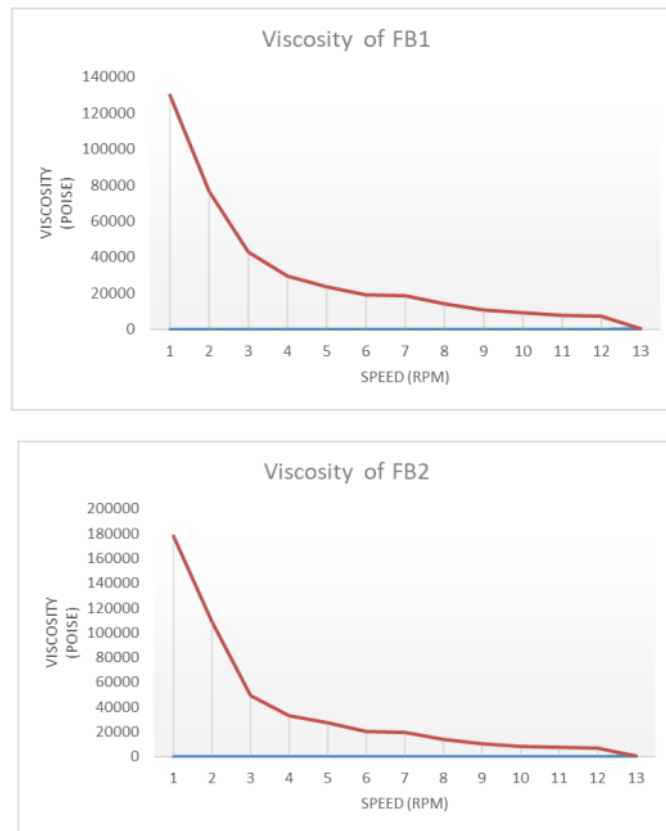 Viscosity of FB1
140000
120000
100000
80000
60000
40000
20000
0
VISCOSITY
(POISE)
1 2 3 4 5 6 7 8 9 10 11 12 13
SPEED (RPM)
Viscosity of FB2
200000
180000
160000
140000
120000
100000
80000
60000
40000
20000
0
VISCOSITY
(POISE)
1 2 3 4 5 6 7 8 9 10 11 12 13
SPEED (RPM)